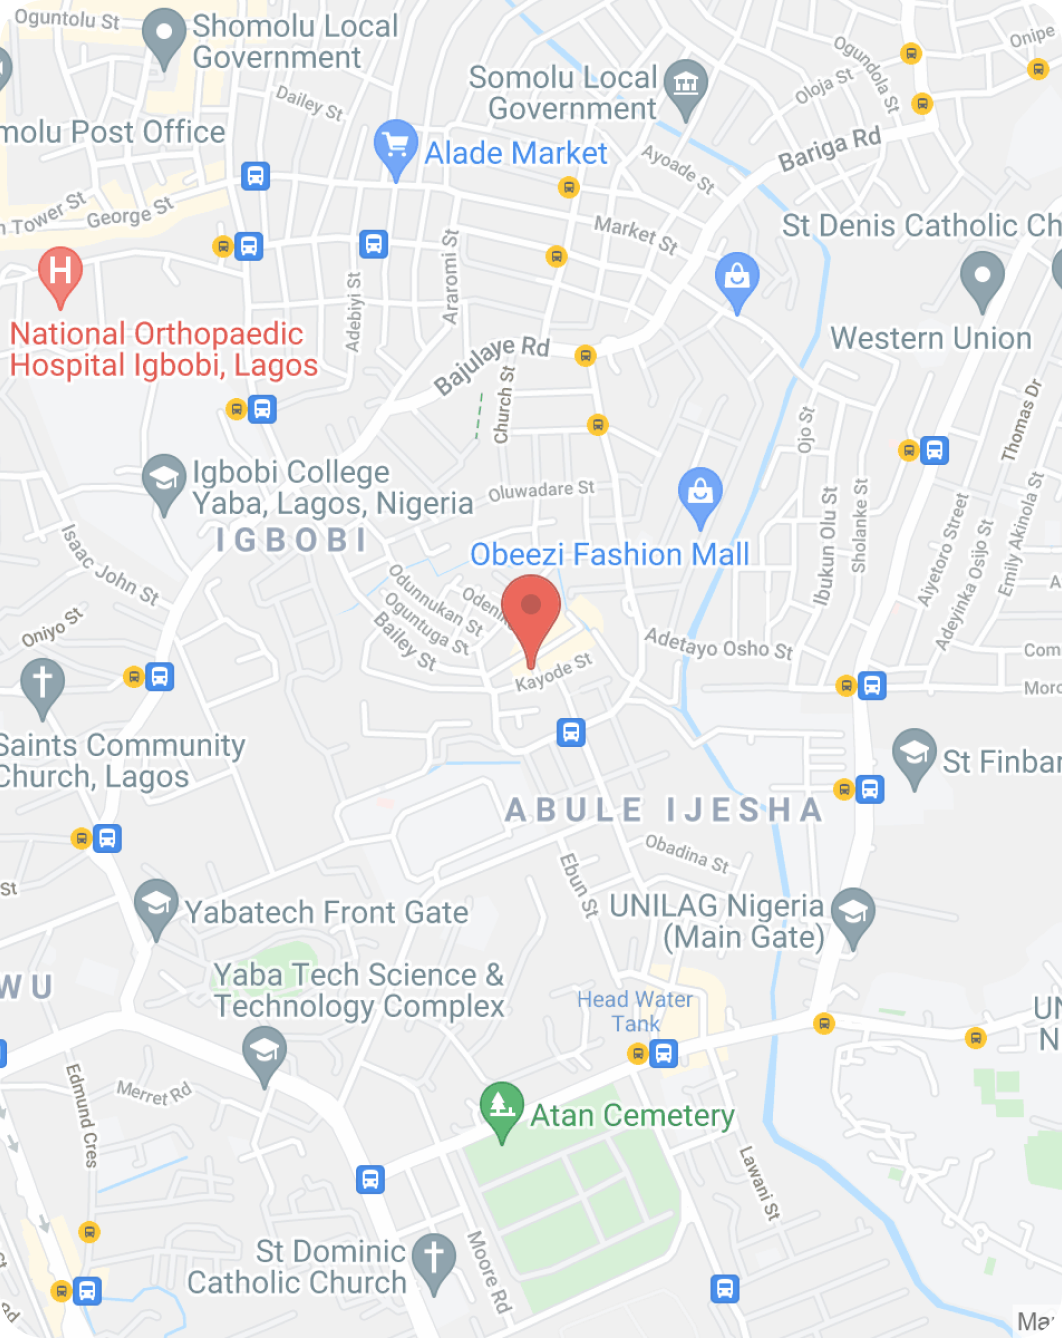 Oguntolu St
Shomolu Local
Government
Somolu Local
Government
Ogundola St
Oloja St
Onipe
Dailey St
molu Post Office
Alade Market
Bariga Rd
Ayoade St
n Tower St
George St
Market St
St Denis Catholic Ch
Araromi St
Adebiyi St
National Orthopaedic
Hospital Igbobi, Lagos
Western Union
Bajulaye Rd
Church St
Thomas Dr
Ojo St
Igbobi College
Yaba, Lagos, Nigeria
Oluwadare St
IGBOBI
Obeezi Fashion Mall
Isaac John St
Ibukun Olu St
Sholanke St
Aiyetoro Street
Adeyinka Osijo St
Emily Akinola St
A
Odunnukan St
Odenik
Oguntuga St
Bailey St
Oniyo St
Adetayo Osho St
Com
Kayode St
Moro
Saints Community
Church, Lagos
St Finbar
ABULE IJESHA
Obadina St
Ebun St
St
Yabatech Front Gate
UNILAG Nigeria
(Main Gate)
WU
Yaba Tech Science &
Technology Complex
Head Water
Tank
UN
N
Edmund Cres
Merret Rd
Atan Cemetery
Lawani St
St Dominic
Catholic Church
Moore Rd
Ma